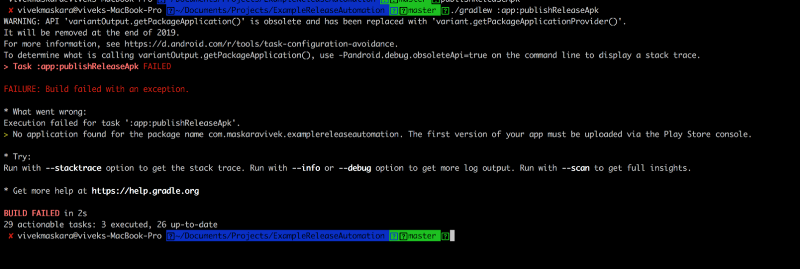 ✗ vivekmaskara@viveks-MacBook-Pro ~/Documents/Projects/ExampleReleaseAutomation master ./gradlew :app:publishReleaseApk
WARNING: API 'variantOutput.getPackageApplication()' is obsolete and has been replaced with 'variant.getPackageApplicationProvider()'.
It will be removed at the end of 2019.
For more information, see https://d.android.com/r/tools/task-configuration-avoidance.
To determine what is calling variantOutput.getPackageApplication(), use -Pandroid.debug.obsoleteApi=true on the command line to display a stack trace.
> Task :app:publishReleaseApk FAILED
FAILURE: Build failed with an exception.
* What went wrong:
Execution failed for task ':app:publishReleaseApk'.
> No application found for the package name com.maskaravivek.examplereleaseautomation. The first version of your app must be uploaded via the Play Store console.
* Try:
Run with --stacktrace option to get the stack trace. Run with --info or --debug option to get more log output. Run with --scan to get full insights.
* Get more help at https://help.gradle.org
BUILD FAILED in 2s
29 actionable tasks: 3 executed, 26 up-to-date
✗ vivekmaskara@viveks-MacBook-Pro ~/Documents/Projects/ExampleReleaseAutomation master